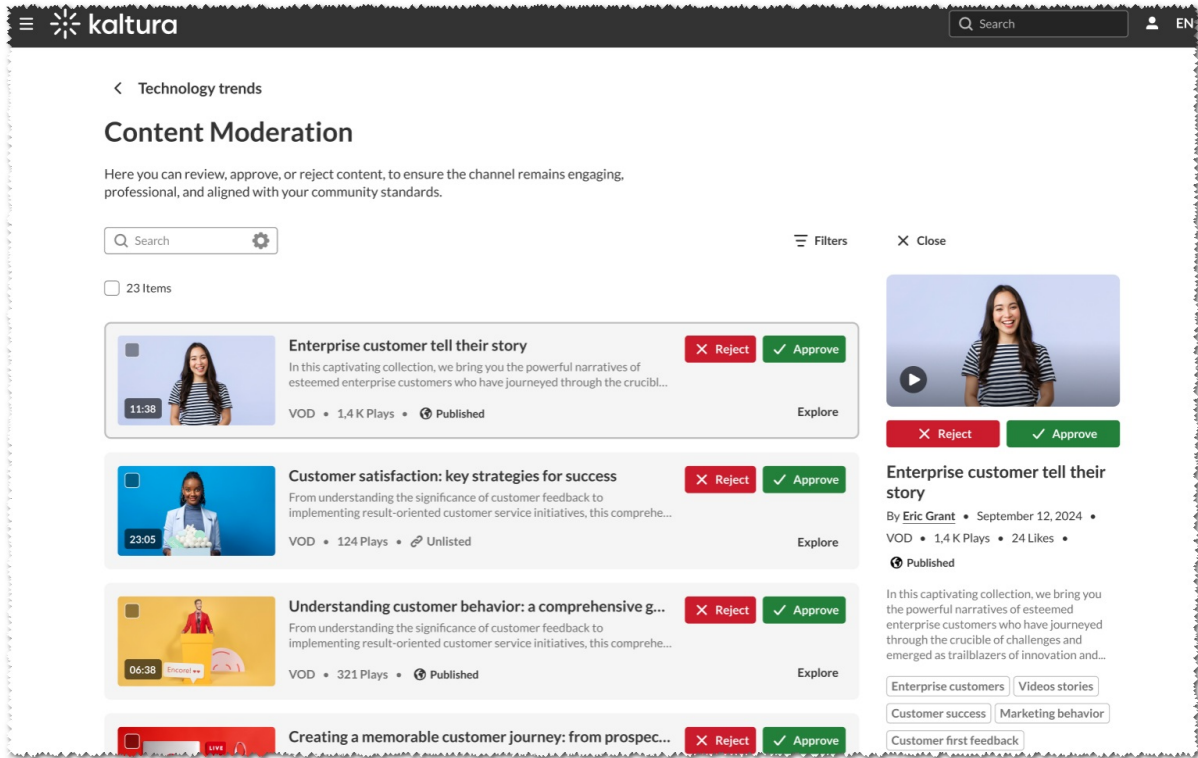 kaltura
Search
EN
Technology trends
Content Moderation
Here you can review, approve, or reject content, to ensure the channel remains engaging,
professional, and aligned with your community standards.
Search
Filters
Close
23 Items
Enterprise customer tell their story
Reject
Approve
In this captivating collection, we bring you the powerful narratives of
esteemed enterprise customers who have journeyed through the crucibl...
11:38
VOD • 1,4 K Plays • Published
Explore
Customer satisfaction: key strategies for success
Reject
Approve
From understanding the significance of customer feedback to
implementing result-oriented customer service initiatives, this comprehe...
23:05
VOD • 124 Plays • Unlisted
Explore
Understanding customer behavior: a comprehensive g...
Reject
Approve
From understanding the significance of customer feedback to
implementing result-oriented customer service initiatives, this comprehe...
06:38
VOD • 321 Plays • Published
Explore
LIVE
Creating a memorable customer journey: from prospec...
Reject
Approve
Reject
Approve
Enterprise customer tell their
story
By Eric Grant • September 12, 2024 •
VOD • 1,4 K Plays • 24 Likes •
Published
In this captivating collection, we bring you
the powerful narratives of esteemed
enterprise customers who have journeyed
through the crucible of challenges and
emerged as trailblazers of innovation and...
Enterprise customers
Videos stories
Customer success
Marketing behavior
Customer first feedback